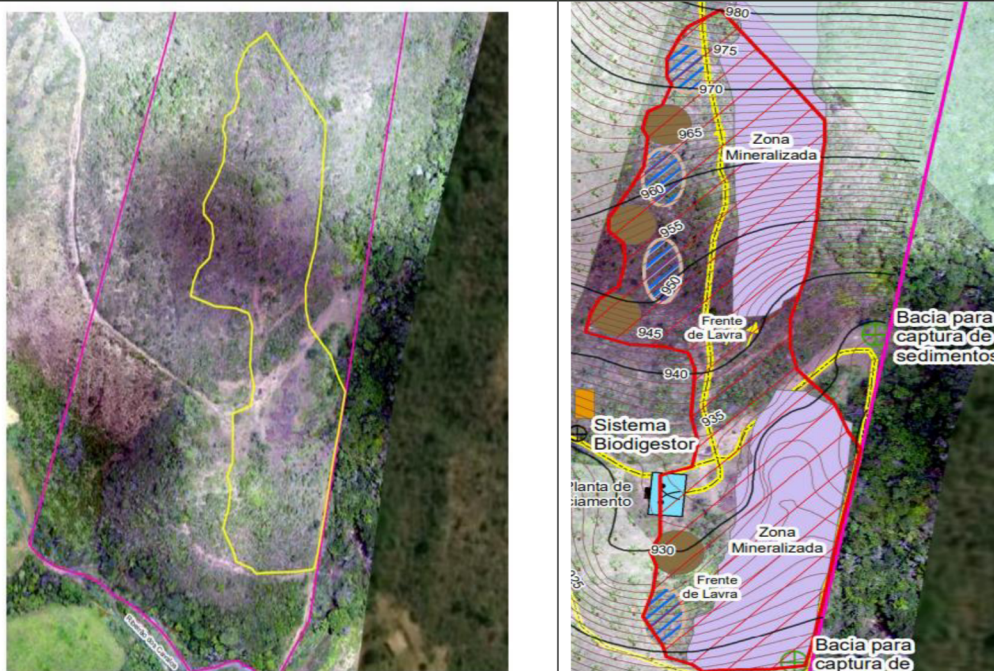 980
975
970
965
Zona
Mineralizada
960
955
950
945
Frente
de Lavra
Bacia para
captura de
sedimentos
940
935
Sistema
Biodigestor
Planta de
ciamento
Zona
Mineralizada
930
Frente
de Lavra
Bacia para
captura de